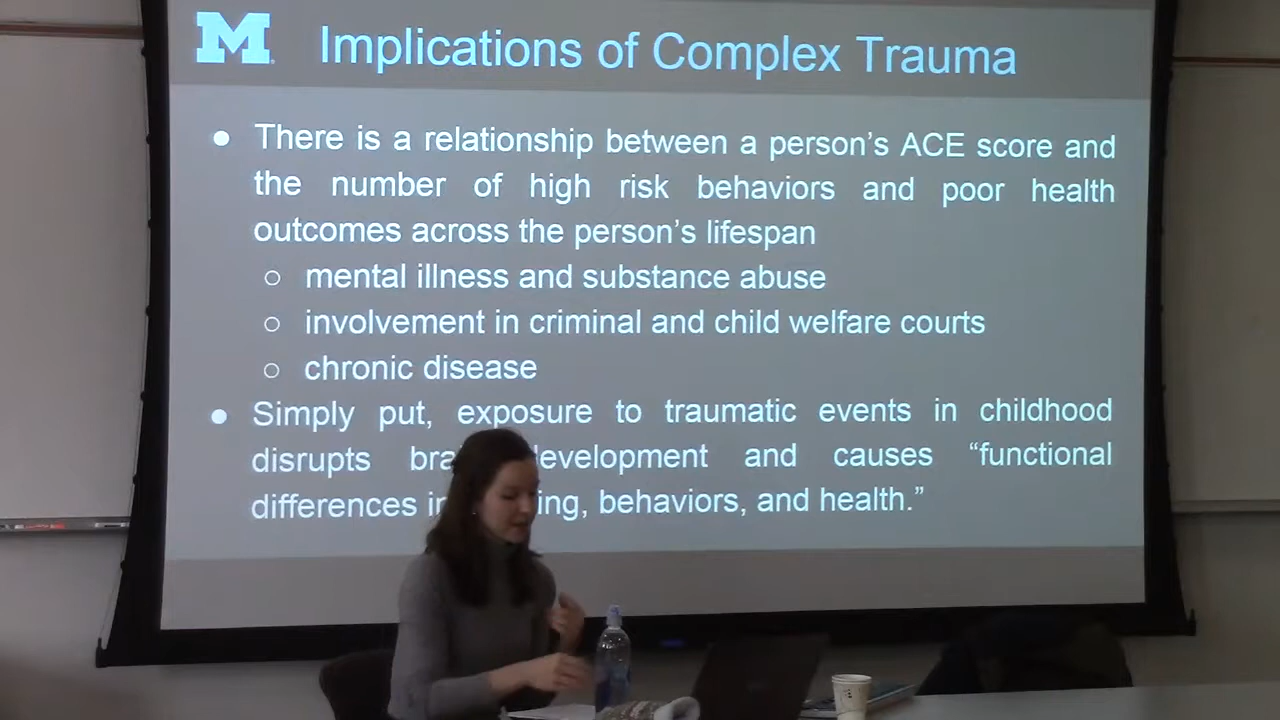 M Implications of Complex Trauma
● There is a relationship between a person's ACE score and
the number of high risk behaviors and poor health
outcomes across the person's lifespan
○ mental illness and substance abuse
○ involvement in criminal and child welfare courts
○ chronic disease
● Simply put, exposure to traumatic events in childhood
disrupts development and causes “functional
differences behaviors, and health.”